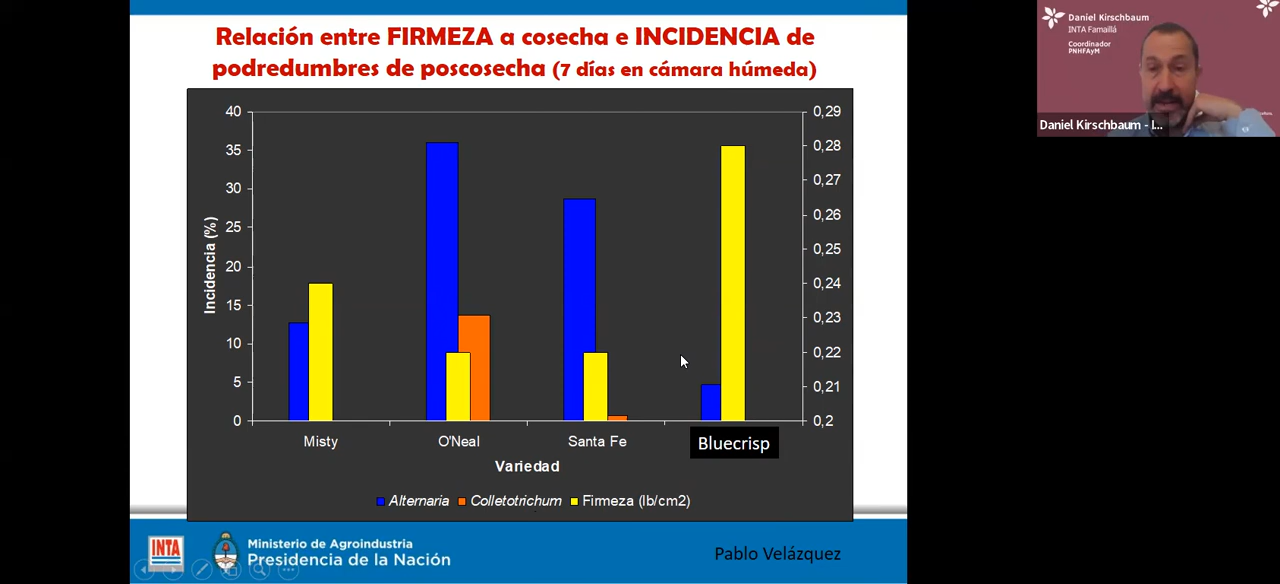 Relación entre FIRMEZA a cosecha e INCIDENCIA de
podredumbres de poscosecha (7 días en cámara húmeda)
40
35
30
25
20
15
10
5
0
Incidencia (%)
0,29
0,28
0,27
0,26
0,25
0,24
0,23
0,22
0,21
0,2
Misty
O'Neal
Santa Fe
Bluecrisp
Variedad
Alternaria
Colletotrichum
Firmeza (lb/cm2)
INTA
Ministerio de Agroindustria
Presidencia de la Nación
Pablo Velázquez
Daniel Kirschbaum
INTA Famaillá
Coordinador
PNHFAyM
Daniel Kirschbaum - I...